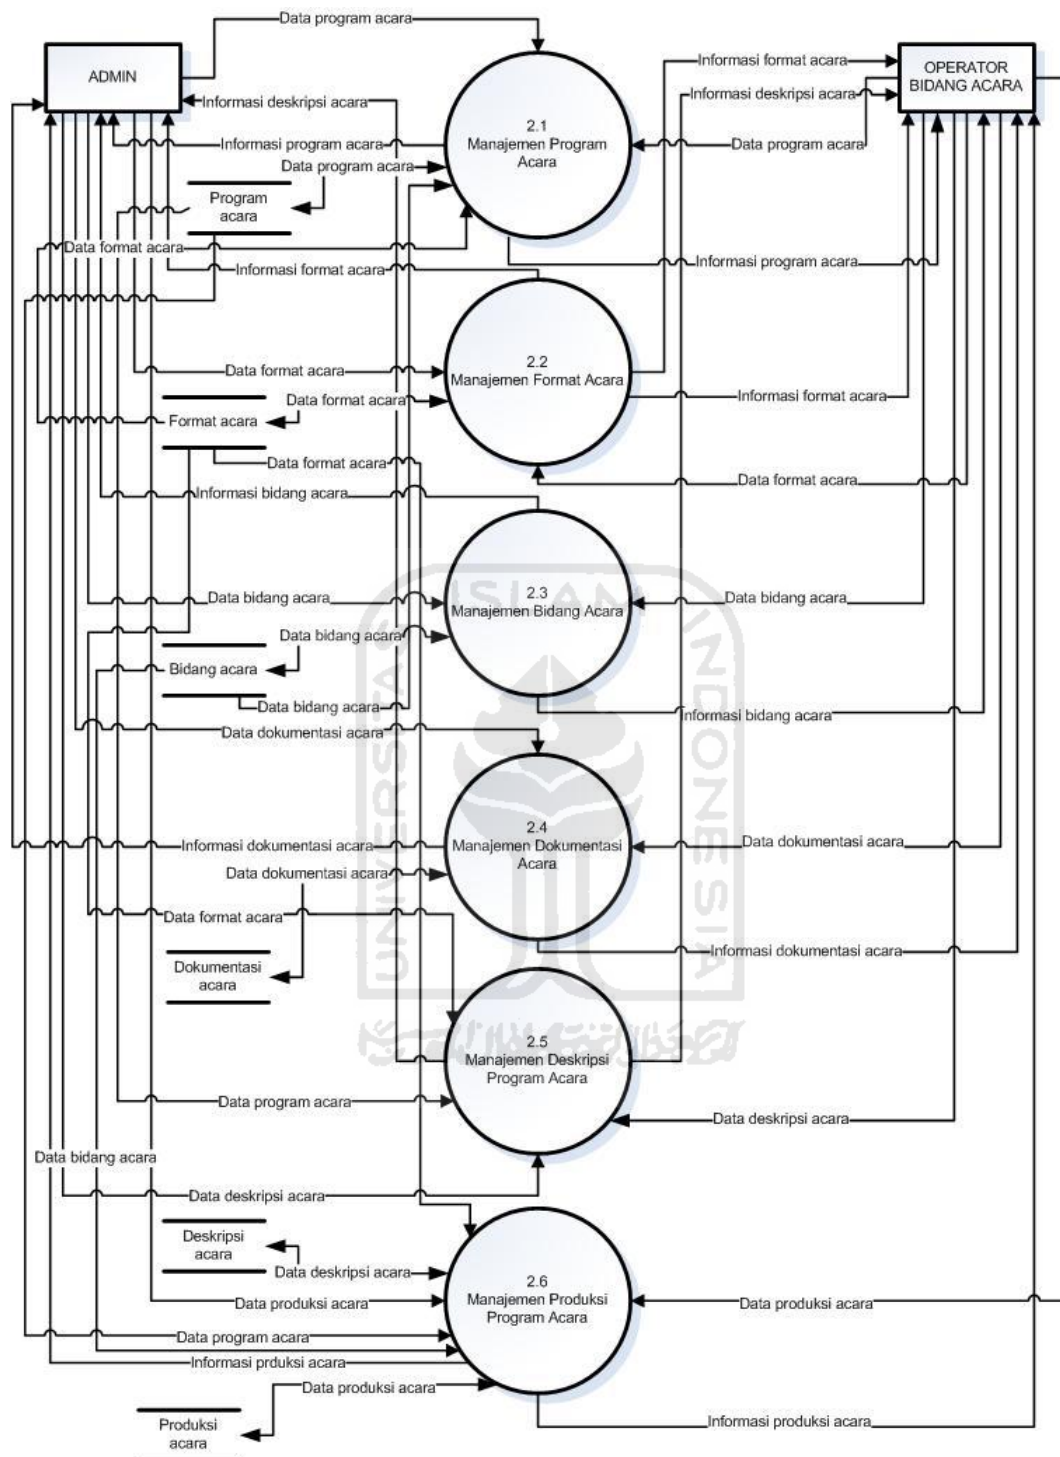 Data program acara
ADMIN
OPERATOR
BIDANG ACARA
Informasi format acara
Informasi deskripsi acara
Informasi deskripsi acara
2.1
Manajemen Program
Acara
Informasi program acara
Data program acara
Data program acara
Program
acara
Data format acara
Informasi program acara
Informasi format acara
2.2
Manajemen Format Acara
Data format acara
Data format acara
Informasi format acara
Format acara
Data format acara
Data format acara
Informasi bidang acara
2.3
Manajemen Bidang Acara
Data bidang acara
Data bidang acara
Data bidang acara
Bidang acara
Data bidang acara
Informasi bidang acara
Data dokumentasi acara
2.4
Manajemen Dokumentasi
Acara
Informasi dokumentasi acara
Data dokumentasi acara
Data dokumentasi acara
Data format acara
Informasi dokumentasi acara
Dokumentasi
acara
2.5
Manajemen Deskripsi
Program Acara
Data program acara
Data deskripsi acara
Data bidang acara
Data deskripsi acara
Deskripsi
acara
Data deskripsi acara
2.6
Manajemen Produksi
Program Acara
Data produksi acara
Data produksi acara
Data program acara
Informasi prduksi acara
Data produksi acara
Produksi
acara
Informasi produksi acara
UNIVERSITAS
ISLAM
INDONESIA